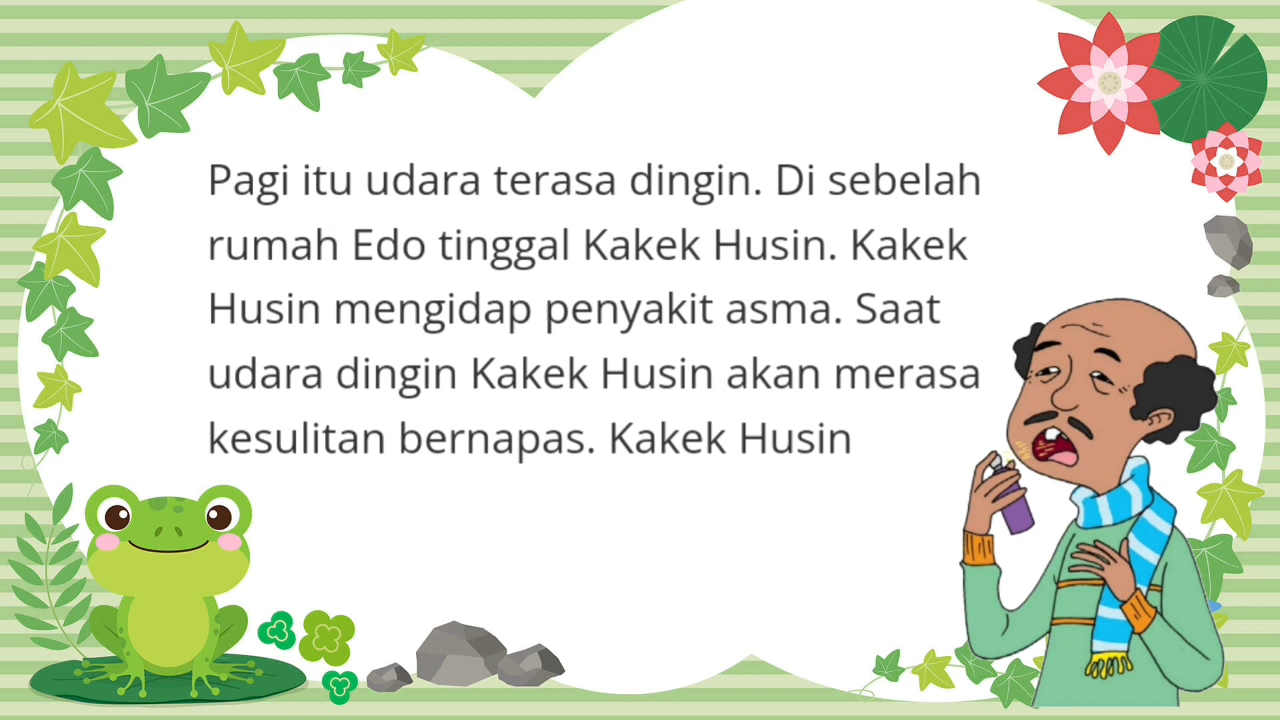 Pagi itu udara terasa dingin. Di sebelah
rumah Edo tinggal Kakek Husin. Kakek
Husin mengidap penyakit asma. Saat
udara dingin Kakek Husin akan merasa
kesulitan bernapas. Kakek Husin